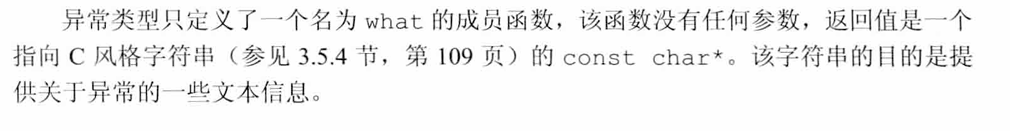 异常类型只定义了一个名为 what 的成员函数，该函数没有任何参数，返回值是一个
指向 C 风格字符串（参见 3.5.4 节，第 109 页）的 const char*。该字符串的目的是提
供关于异常的一些文本信息。